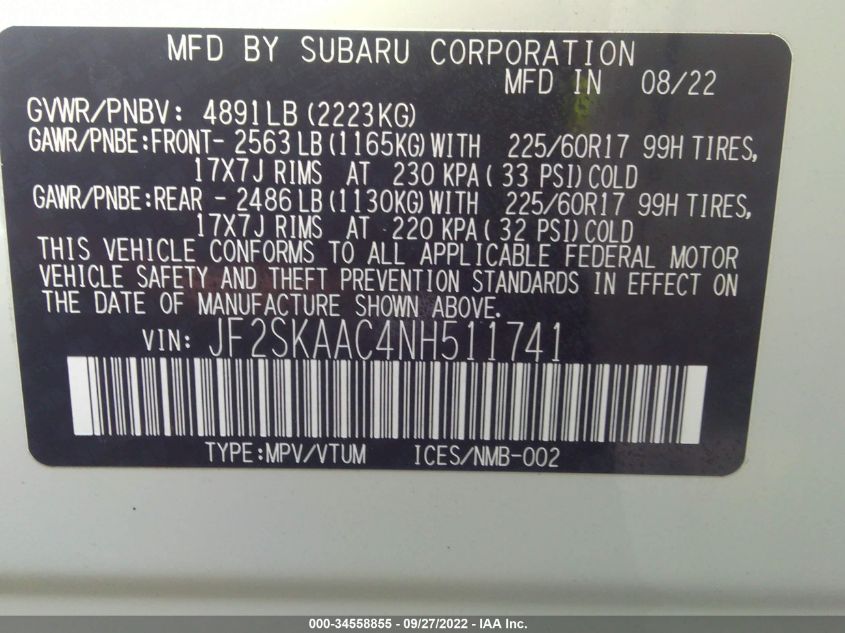 MFD BY SUBARU CORPORATION
MFD IN 08/22
GVWR/PNBV: 4891LB(2223KG)
GAWR/PNBE:FRONT- 2563LB(1165KG)WITH 225/60R17 99H TIRES,
17X7J RIMS AT 230 KPA( 33 PSI)COLD
GAWR/PNBE:REAR - 2486LB(1130KG)WITH 225/60R17 99H TIRES,
17X7J RIMS AT 220 KPA( 32 PSI)COLD
THIS VEHICLE CONFORMS TO ALL APPLICABLE FEDERAL MOTOR
VEHICLE SAFETY AND THEFT PREVENTION STANDARDS IN EFFECT ON
THE DATE OF MANUFACTURE SHOWN ABOVE.
VIN: JF2SKAAC4NH511741
TYPE:MPV/VTUM ICES/NMB-002
000-34558855 - 09/27/2022 - IAA Inc.